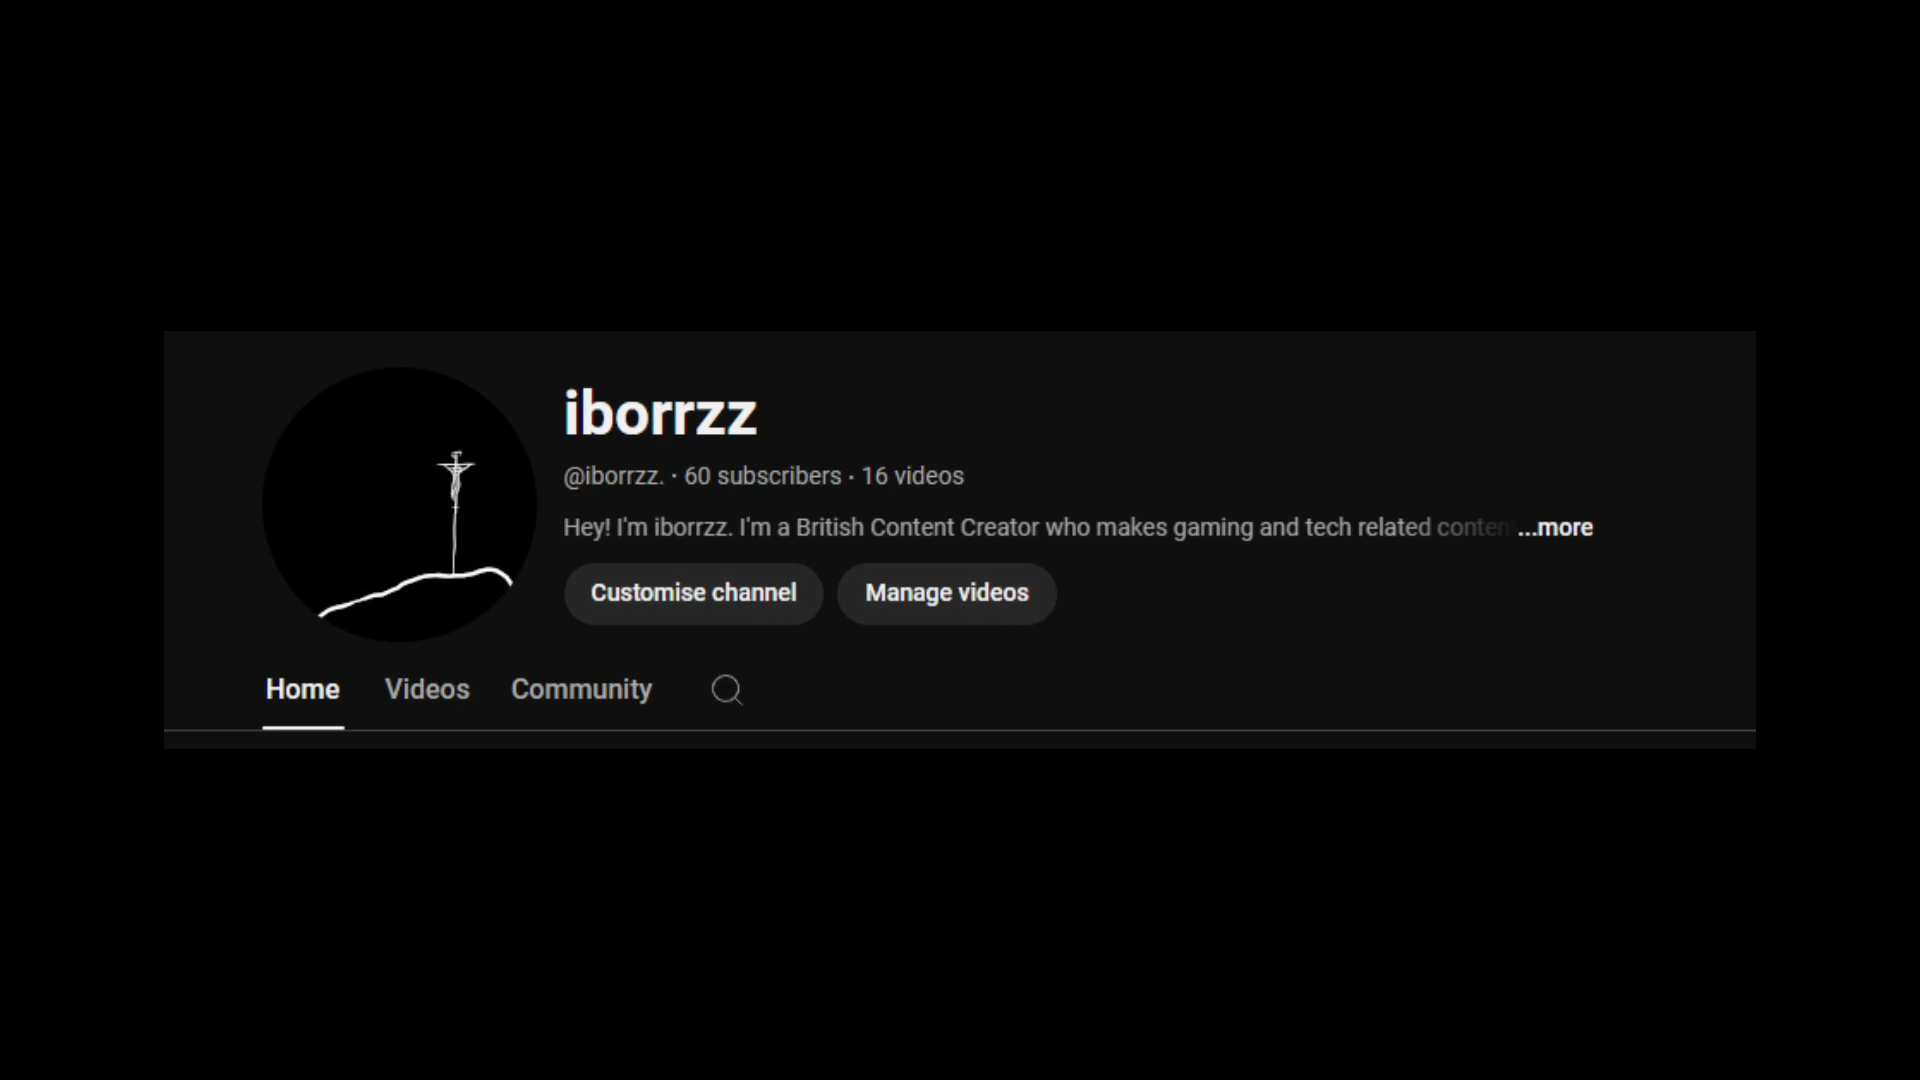 iborrzz
@iborrzz. · 60 subscribers · 16 videos
Hey! I'm iborrzz. I'm a British Content Creator who makes gaming and tech related conten ...more
Customise channel Manage videos
Home Videos Community